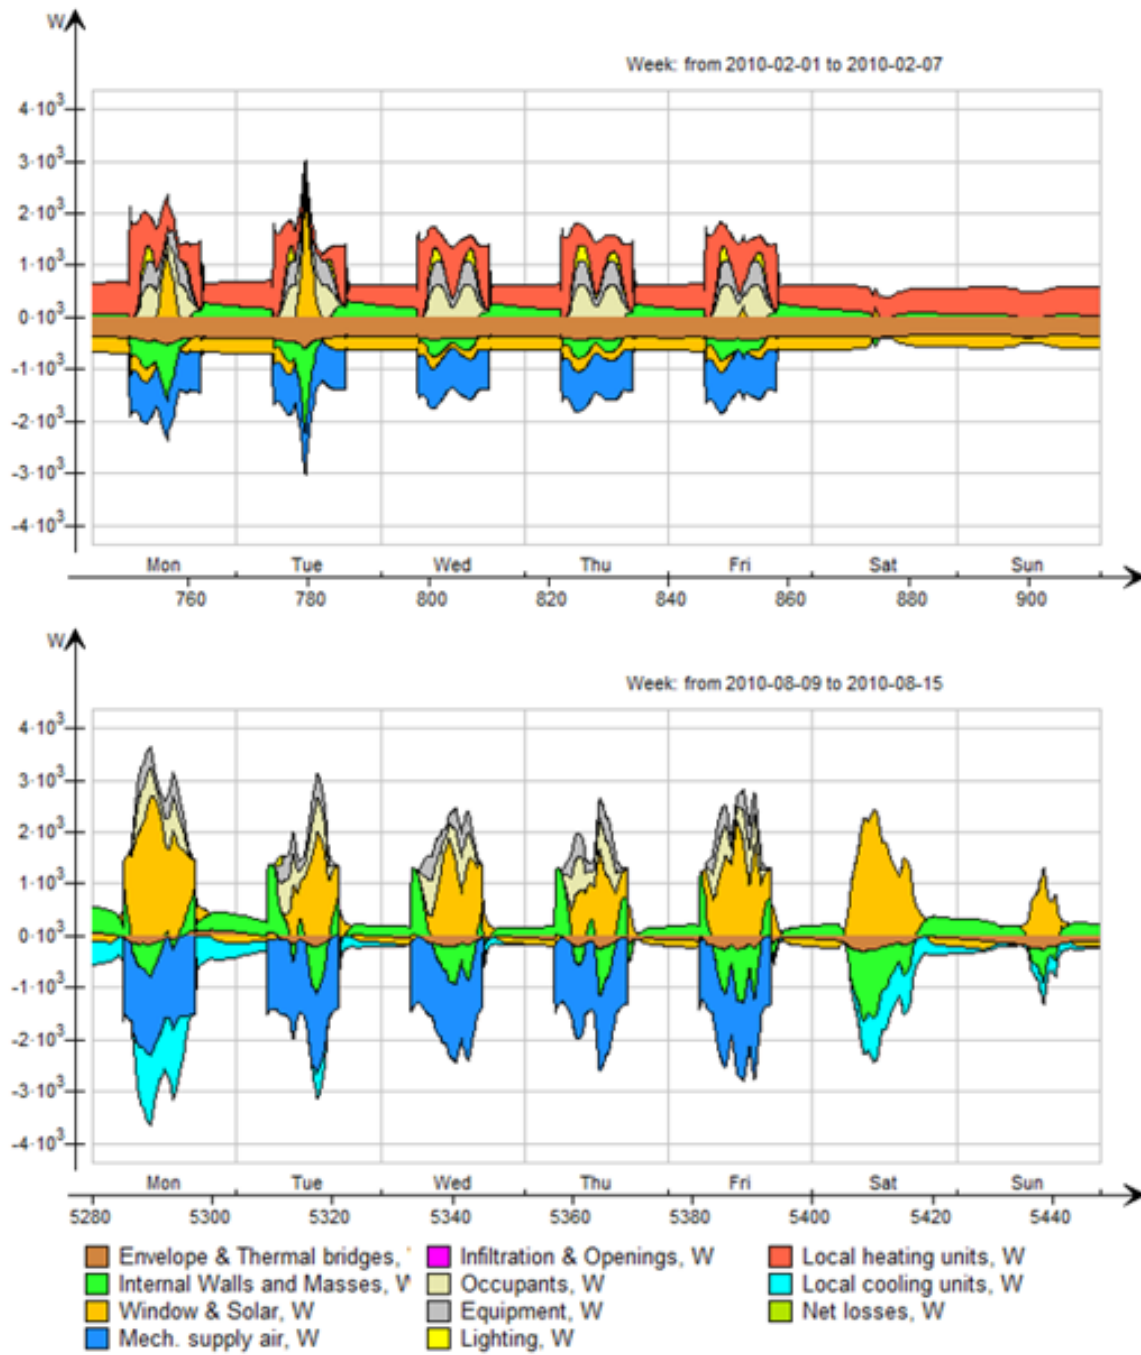 W
Week: from 2010-02-01 to 2010-02-07
4·10³
3·10³
2·10³
1·10³
0·10³
-1·10³
-2·10³
-3·10³
-4·10³
Mon Tue Wed Thu Fri Sat Sun
760 780 800 820 840 860 880 900
W
Week: from 2010-08-09 to 2010-08-15
4·10³
3·10³
2·10³
1·10³
0·10³
-1·10³
-2·10³
-3·10³
-4·10³
Mon Tue Wed Thu Fri Sat Sun
5280 5300 5320 5340 5360 5380 5400 5420 5440
Envelope & Thermal bridges, Infiltration & Openings, W Local heating units, W
Internal Walls and Masses, W Occupants, W Local cooling units, W
Window & Solar, W Equipment, W Net losses, W
Mech. supply air, W Lighting, W